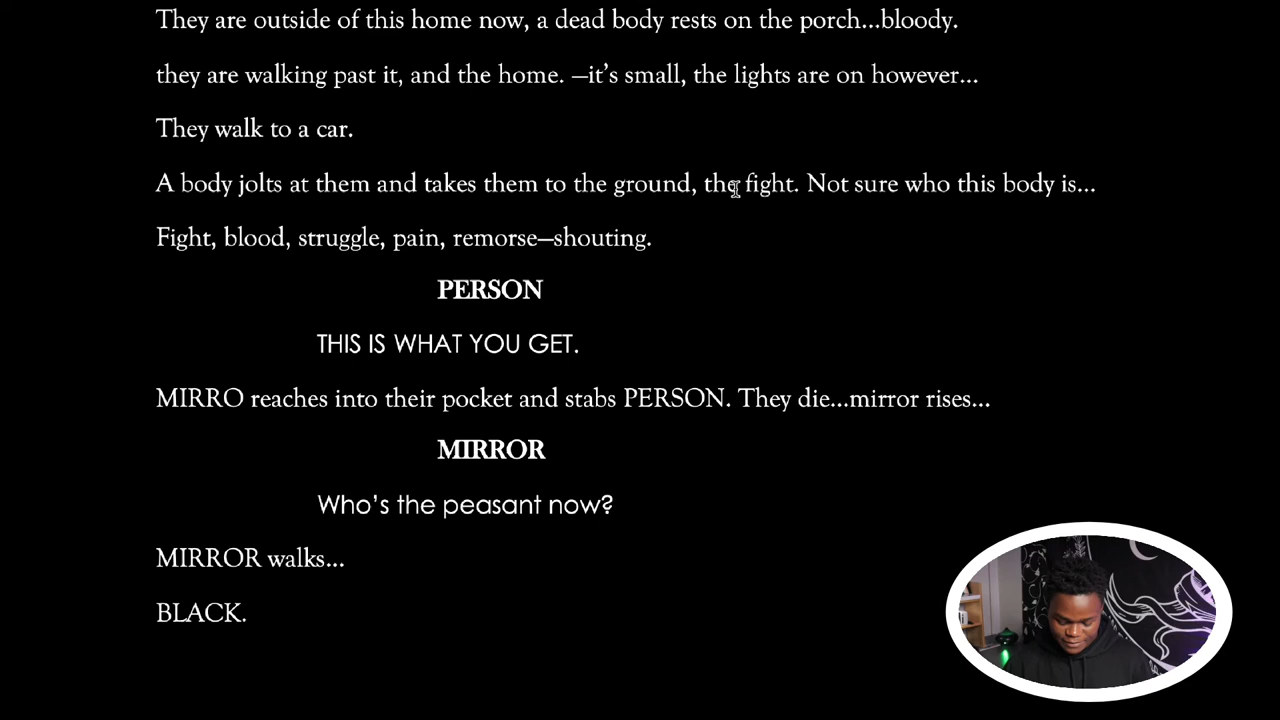 They are outside of this home now, a dead body rests on the porch...bloody.
they are walking past it, and the home. —it's small, the lights are on however...
They walk to a car.
A body jolts at them and takes them to the ground, the fight. Not sure who this body is...
Fight, blood, struggle, pain, remorse—shouting.
PERSON
THIS IS WHAT YOU GET.
MIRRO reaches into their pocket and stabs PERSON. They die...mirror rises...
MIRROR
Who's the peasant now?
MIRROR walks...
BLACK.